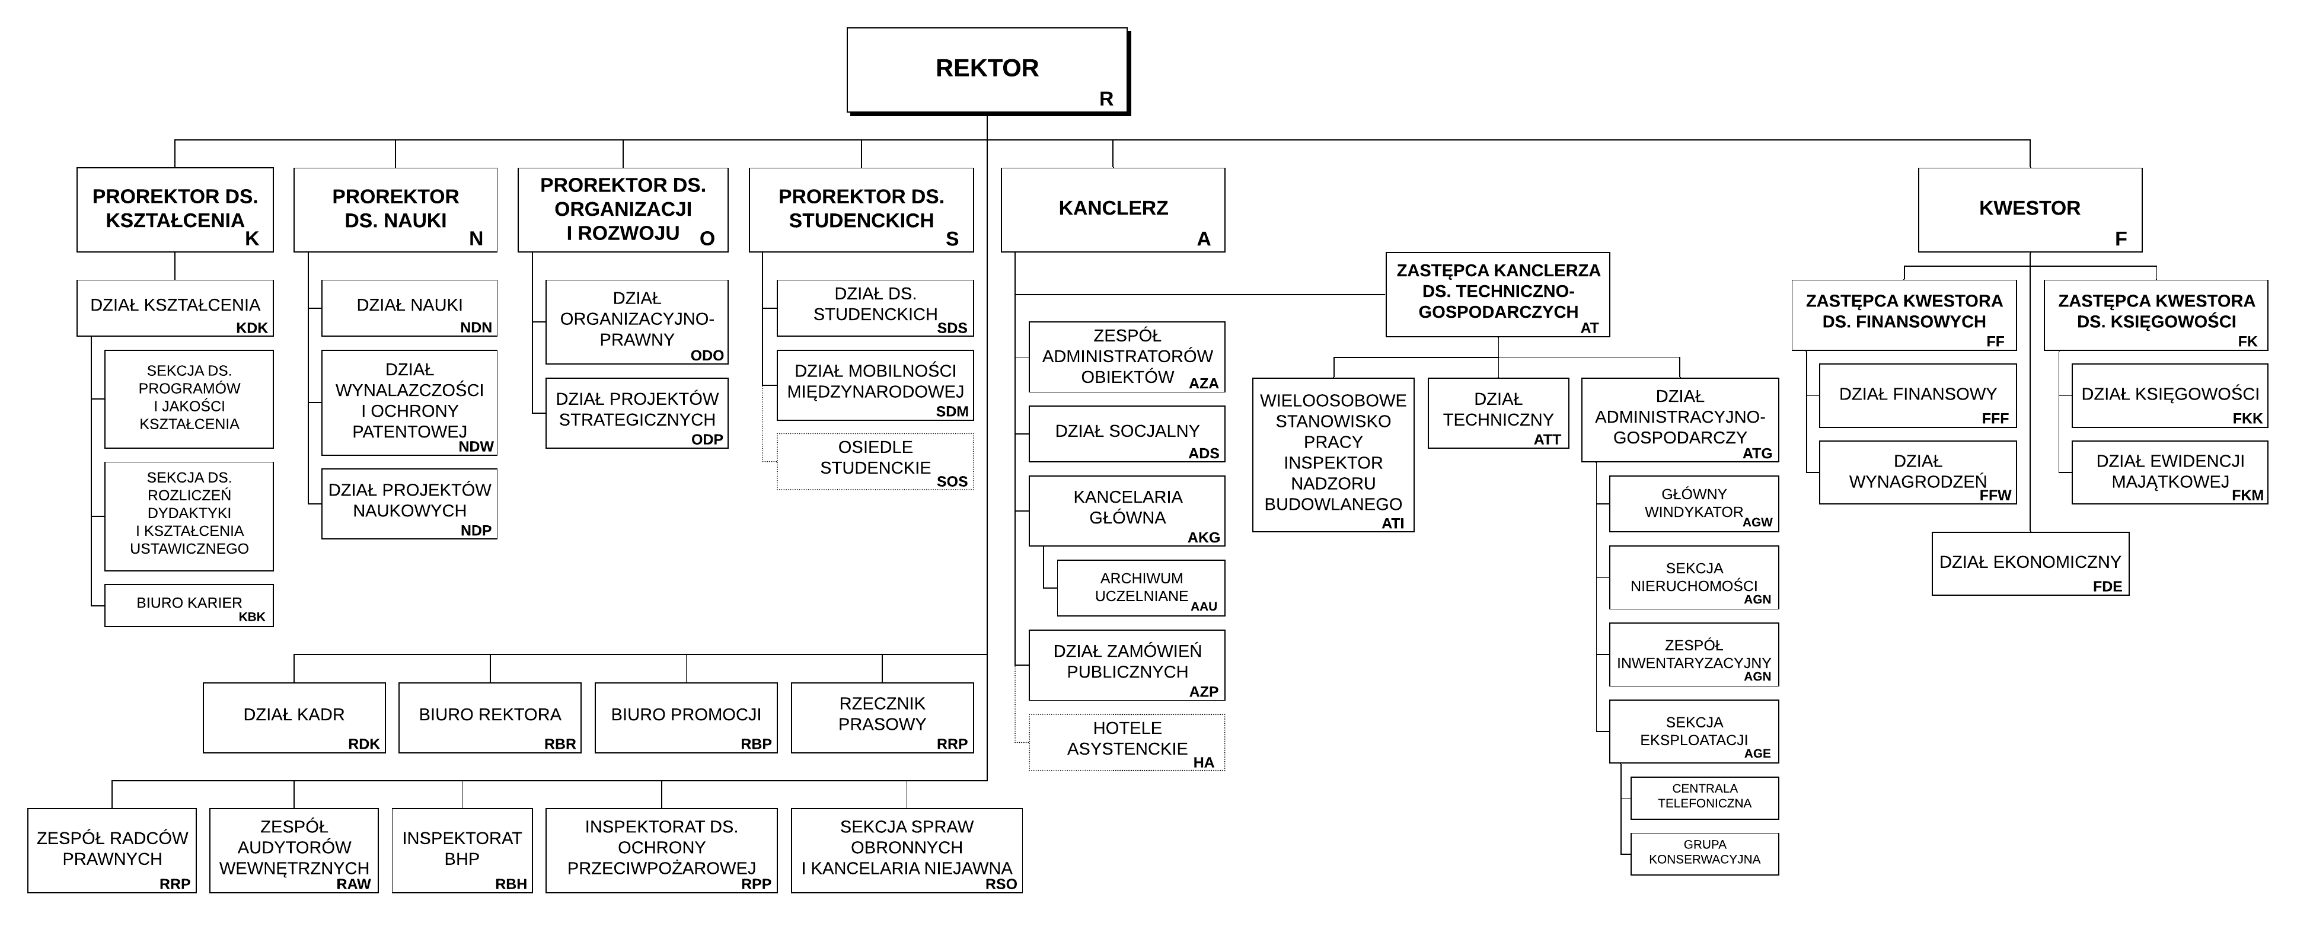 REKTOR
R
PROREKTOR DS.
KSZTAŁCENIA
K
PROREKTOR
DS. NAUKI
N
PROREKTOR DS.
ORGANIZACJI
I ROZWOJU
O
PROREKTOR DS.
STUDENCKICH
S
KANCLERZ
A
KWESTOR
F
DZIAŁ KSZTAŁCENIA
KDK
SEKCJA DS.
PROGRAMÓW
I JAKOŚCI
KSZTAŁCENIA
SEKCJA DS.
ROZLICZEŃ
DYDAKTYKI
I KSZTAŁCENIA
USTAWICZNEGO
BIURO KARIER
KBK
DZIAŁ NAUKI
NDN
DZIAŁ
WYNALAZCZOŚCI
I OCHRONY
PATENTOWEJ
NDW
DZIAŁ PROJEKTÓW
NAUKOWYCH
NDP
DZIAŁ
ORGANIZACYJNO-
PRAWNY
ODO
DZIAŁ PROJEKTÓW
STRATEGICZNYCH
ODP
DZIAŁ DS.
STUDENCKICH
SDS
DZIAŁ MOBILNOŚCI
MIĘDZYNARODOWEJ
SDM
OSIEDLE
STUDENCKIE
SOS
ZESPÓŁ
ADMINISTRATORÓW
OBIEKTÓW
AZA
DZIAŁ SOCJALNY
ADS
KANCELARIA
GŁÓWNA
AKG
ARCHIWUM
UCZELNIANE
AAU
DZIAŁ ZAMÓWIEŃ
PUBLICZNYCH
AZP
HOTELE
ASYSTENCKIE
HA
ZASTĘPCA KANCLERZA
DS. TECHNICZNO-
GOSPODARCZYCH
AT
WIELOOSOBOWE
STANOWISKO
PRACY
INSPEKTOR
NADZORU
BUDOWLANEGO
ATI
DZIAŁ
TECHNICZNY
ATT
DZIAŁ
ADMINISTRACYJNO-
GOSPODARCZY
ATG
GŁÓWNY
WINDYKATOR
AGW
SEKCJA
NIERUCHOMOŚCI
AGN
ZESPÓŁ
INWENTARYZACYJNY
AGN
SEKCJA
EKSPLOATACJI
AGE
CENTRALA
TELEFONICZNA
GRUPA
KONSERWACYJNA
ZASTĘPCA KWESTORA
DS. FINANSOWYCH
FF
DZIAŁ FINANSOWY
FFF
DZIAŁ
WYNAGRODZEŃ
FFW
ZASTĘPCA KWESTORA
DS. KSIĘGOWOŚCI
FK
DZIAŁ KSIĘGOWOŚCI
FKK
DZIAŁ EWIDENCJI
MAJĄTKOWEJ
FKM
DZIAŁ EKONOMICZNY
FDE
DZIAŁ KADR
RDK
BIURO REKTORA
RBR
BIURO PROMOCJI
RBP
RZECZNIK
PRASOWY
RRP
ZESPÓŁ RADCÓW
PRAWNYCH
RRP
ZESPÓŁ
AUDYTORÓW
WEWNĘTRZNYCH
RAW
INSPEKTORAT
BHP
RBH
INSPEKTORAT DS.
OCHRONY
PRZECIWPOŻAROWEJ
RPP
SEKCJA SPRAW
OBRONNYCH
I KANCELARIA NIEJAWNA
RSO